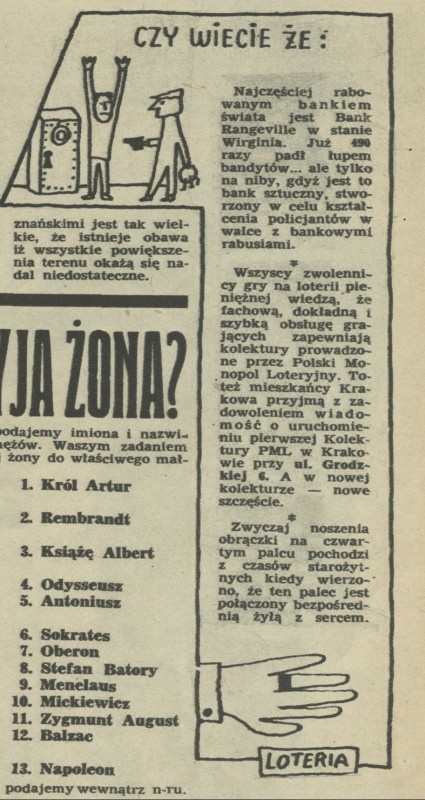 CZY WIECIE ŻE:
Najczęściej rabo-
wanym bankiem
świata jest Bank
Rangeville w stanie
Wirginia. Już 490
razy padł łupem
bandytów... ale tylko
na niby, gdyż jest to
bank sztuczny, stwo-
rzony w celu kształ-
cenia policjantów w
walce z bankowymi
rabusiami.
*
Wszyscy zwolenni-
cy gry na loterii pie-
niężnej wiedzą, że
fachową, dokładną i
szybką obsługę gra-
jących zapewniają
kolektury prowadzo-
ne przez Polski Mo-
nopol Loteryjny. To-
też mieszkańcy Kra-
kowa przyjmą z za-
dowoleniem wiado-
mość o uruchomie-
niu pierwszej Kolek-
tury PML w Krako-
wie przy ul. Grodz-
kiej 6. A w nowej
kolekturze — nowe
szczęście.
*
Zwyczaj noszenia
obrączki na czwar-
tym palcu pochodzi
z czasów starożyt-
nych kiedy wierzo-
no, że ten palec jest
połączony bezpośred-
nią żyłą z sercem.
LOTERIA
znańskimi jest tak wiel-
kie, że istnieje obawa
iż wszystkie powiększe-
nia terenu okażą się na-
dal niedostateczne.
YJA ŻONA?
podajemy imiona i nazwi-
mężów. Waszym zadaniem
żony do właściwego mał-
1. Król Artur
2. Rembrandt
3. Książę Albert
4. Odysseusz
5. Antoniusz
6. Sokrates
7. Oberon
8. Stefan Batory
9. Menelaus
10. Mickiewicz
11. Zygmunt August
12. Balzac
13. Napoleon
podajemy wewnątrz n-ru.